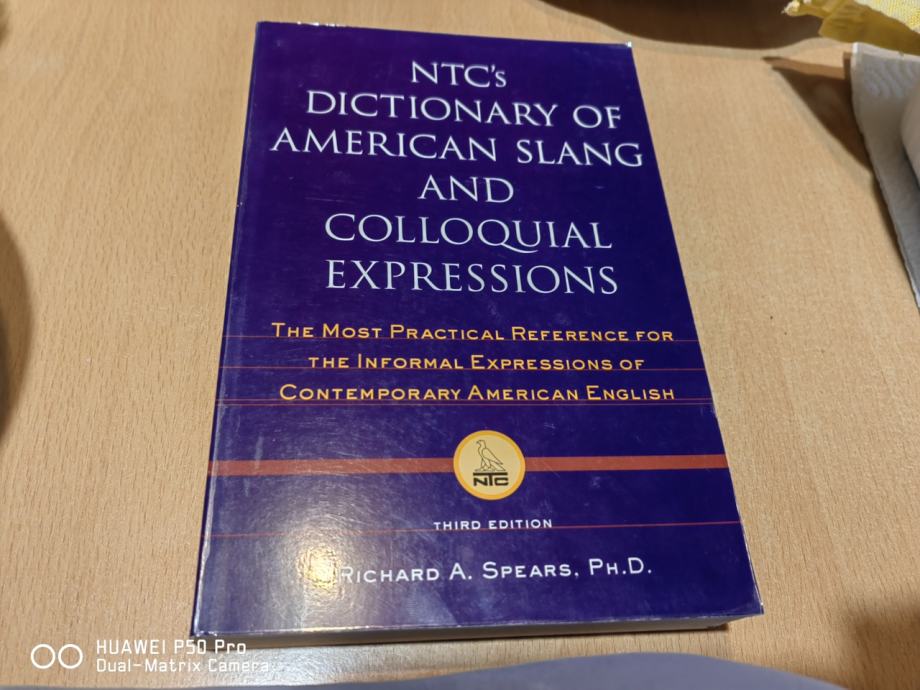 NTC's
DICTIONARY OF
AMERICAN SLANG
AND
COLLOQUIAL
EXPRESSIONS
THE MOST PRACTICAL REFERENCE FOR
THE INFORMAL EXPRESSIONS OF
CONTEMPORARY AMERICAN ENGLISH
NTC
THIRD EDITION
RICHARD A. SPEARS, PH.D.
HUAWEI P50 Pro
Dual-Matrix Camera